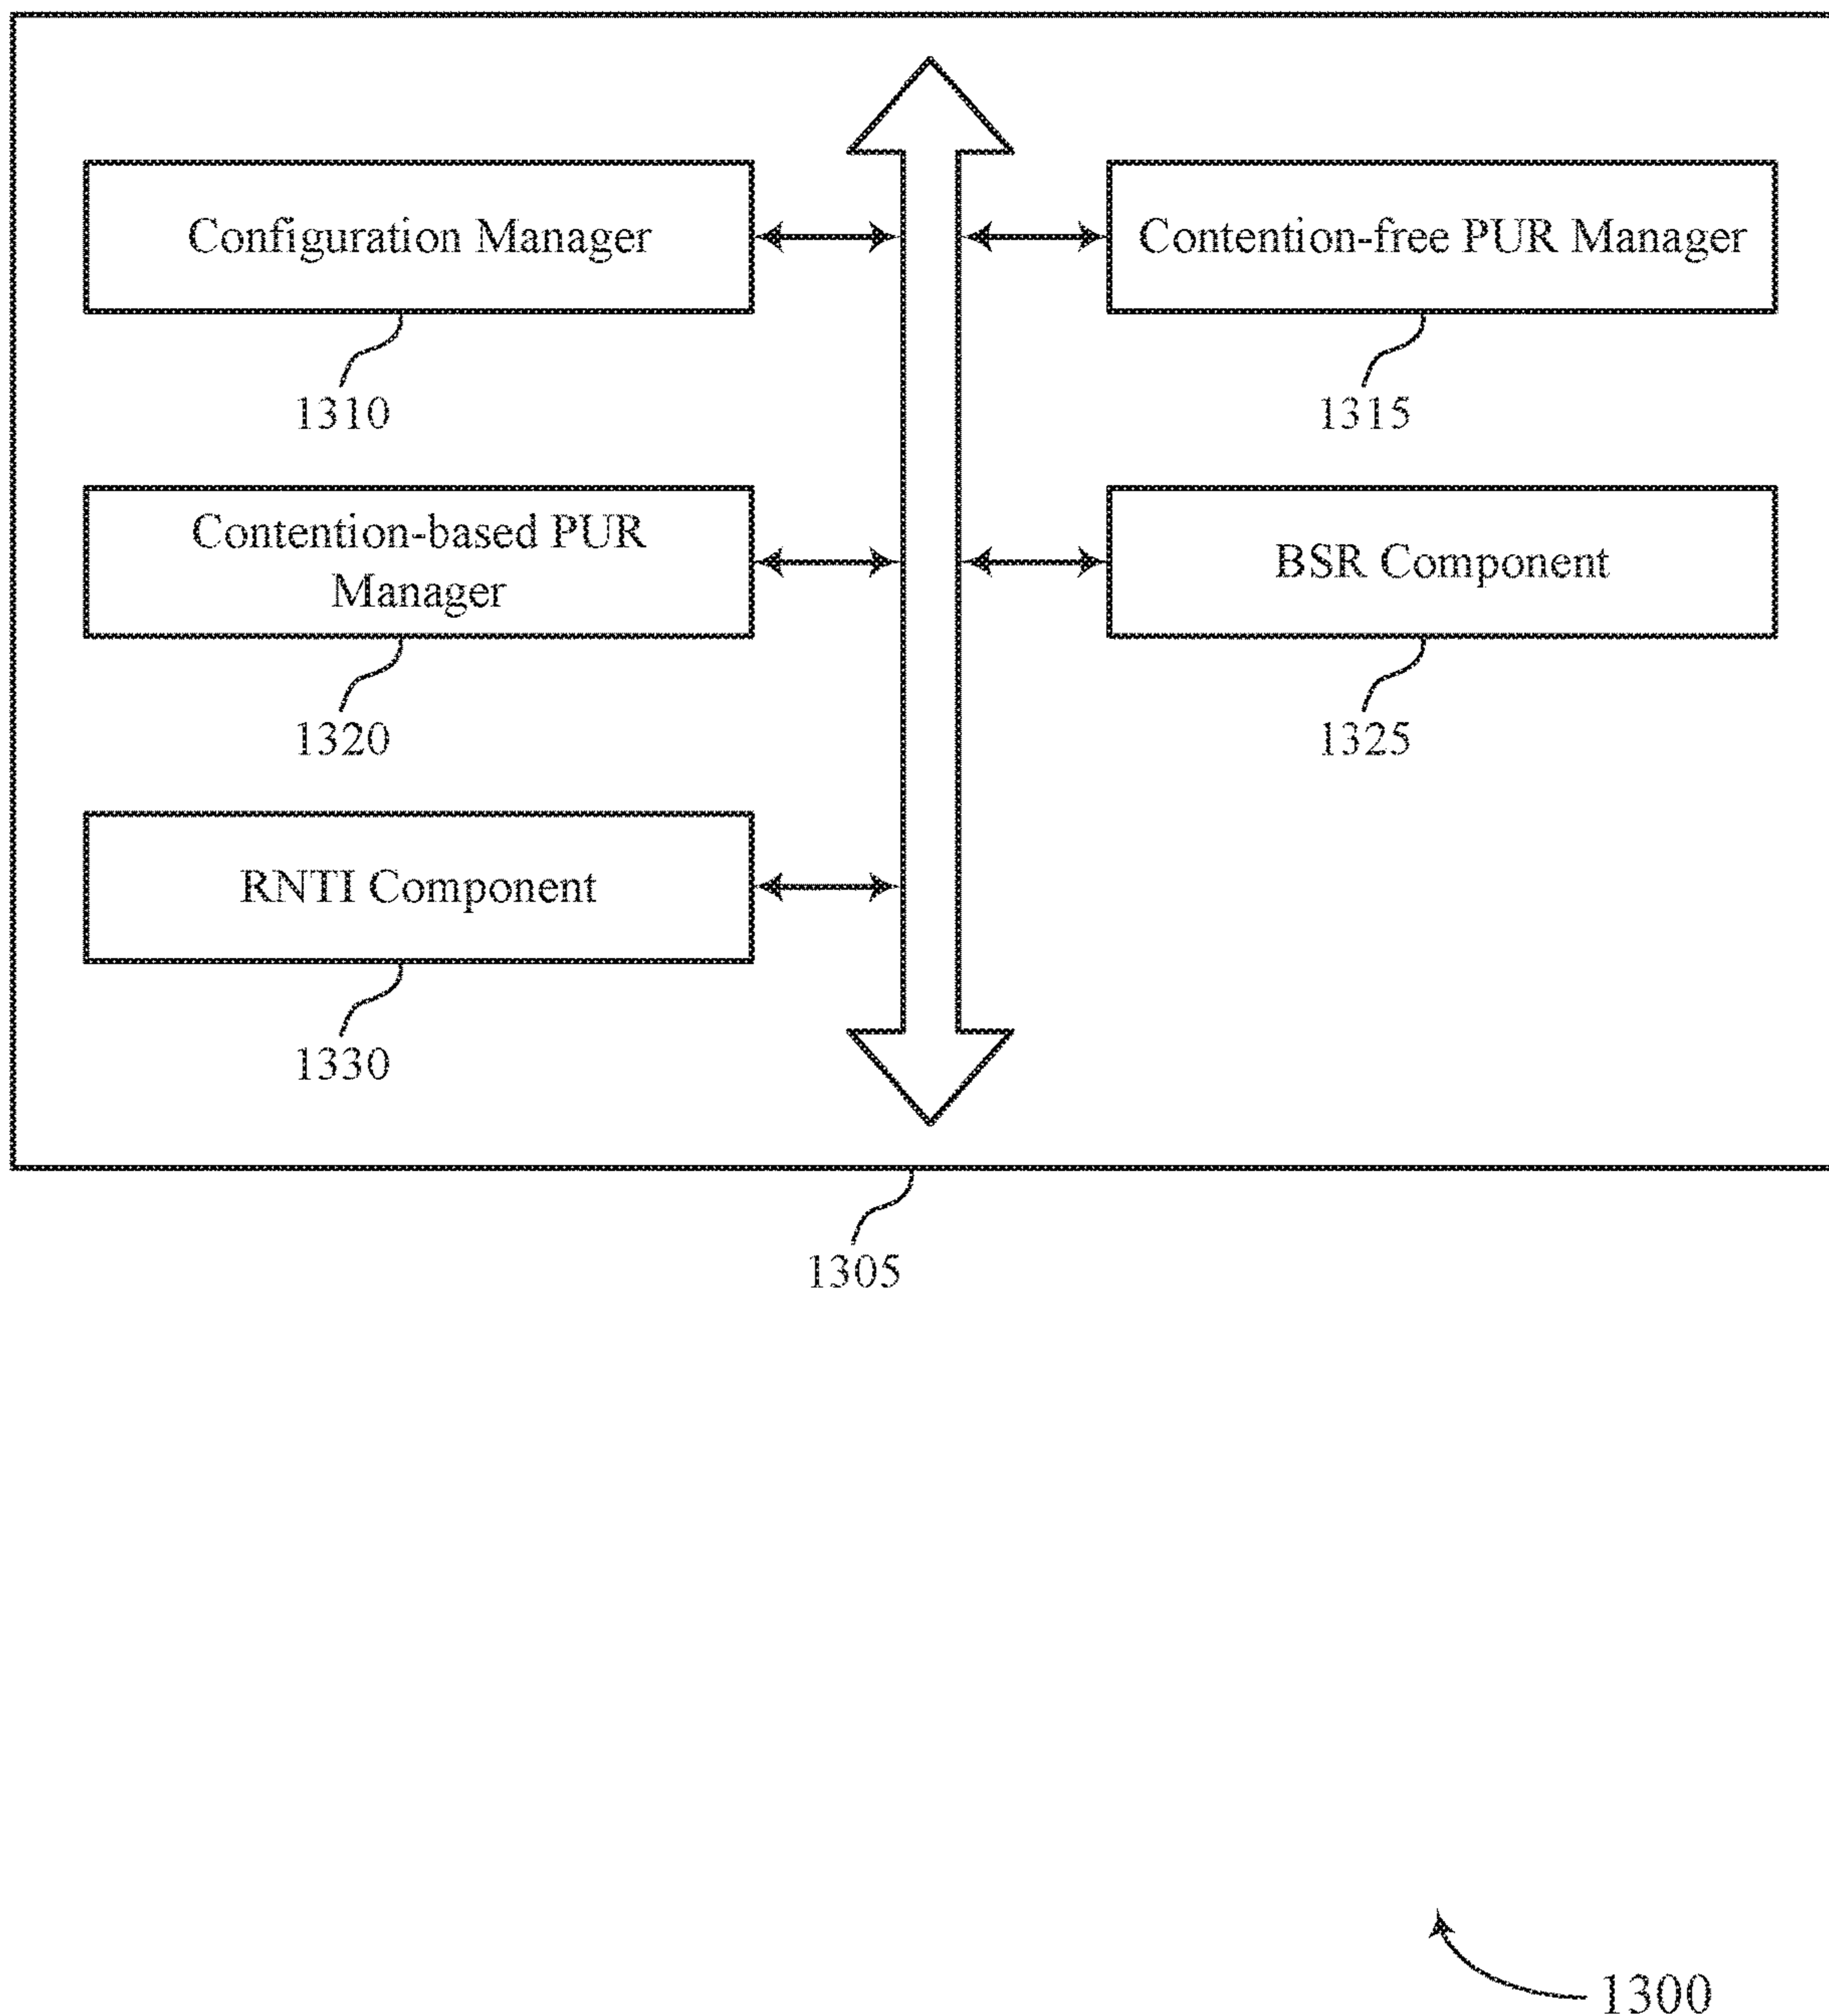 Configuration Manager
1310
Contention-free PUR Manager
1315
Contention-based PUR
Manager
1320
BSR Component
1325
RNTI Component
1330
1305
1300